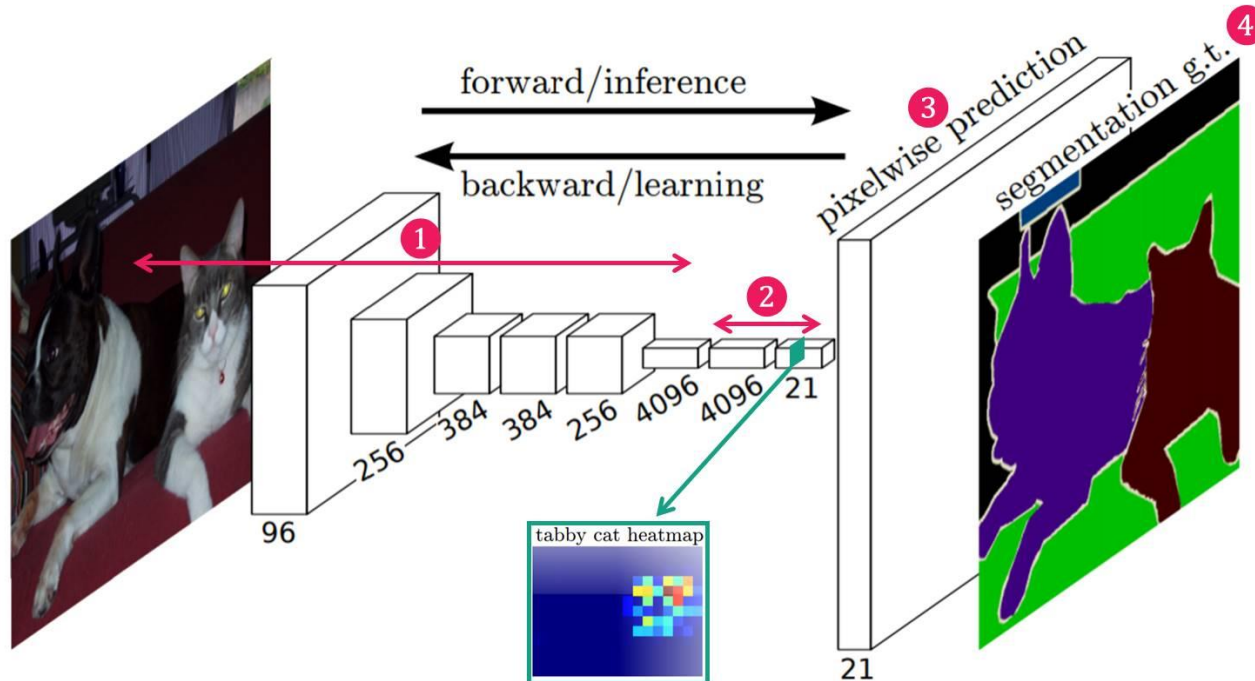 4
forward/inference
3
pixelwise prediction
segmentation g.t.
backward/learning
1
2
96
256
384
384
256
4096
4096
21
21
tabby cat heatmap